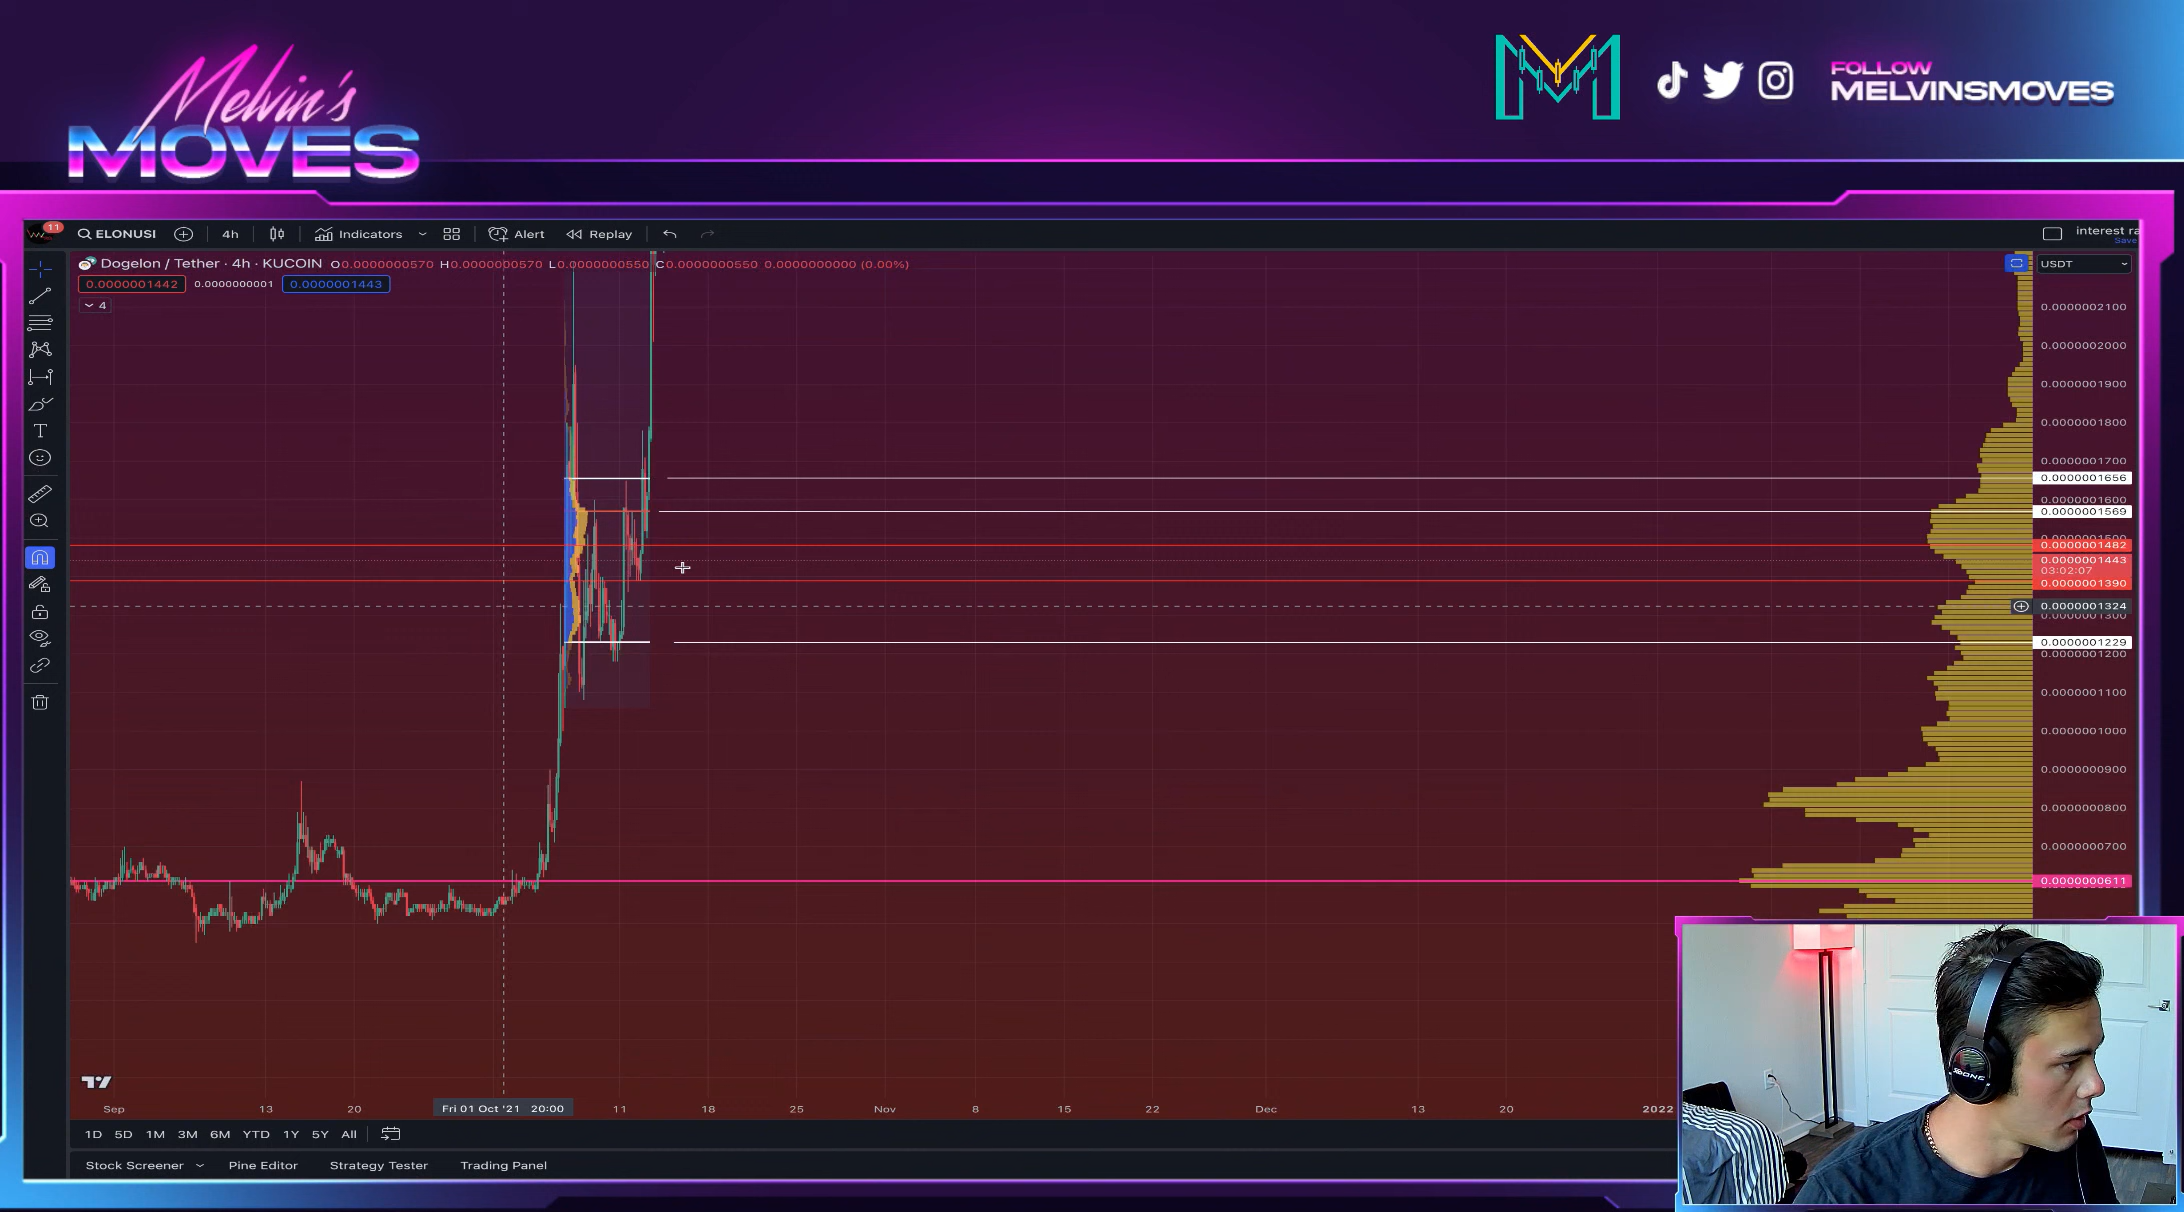 Melvin's
MOVES
FOLLOW
MELVINSMOVES
11
ELONUSI
4h
Indicators
Alert
Replay
interest ra
Save
Dogelon / Tether · 4h · KUCOIN O0.0000000570 H0.0000000570 L0.0000000550 C0.0000000550 0.0000000000 (0.00%)
USDT
0.0000001442
0.0000000001
0.0000001443
4
0.0000002100
0.0000002000
0.0000001900
0.0000001800
0.0000001700
0.0000001656
0.0000001600
0.0000001569
0.0000001500
0.0000001482
0.0000001443
03:02:07
0.0000001390
0.0000001324
0.0000001300
0.0000001229
0.0000001200
0.0000001100
0.0000001000
0.0000000900
0.0000000800
0.0000000700
0.0000000611
Sep
13
20
Fri 01 Oct '21 20:00
11
18
25
Nov
8
15
22
Dec
13
20
2022
1D
5D
1M
3M
6M
YTD
1Y
5Y
All
Stock Screener
Pine Editor
Strategy Tester
Trading Panel